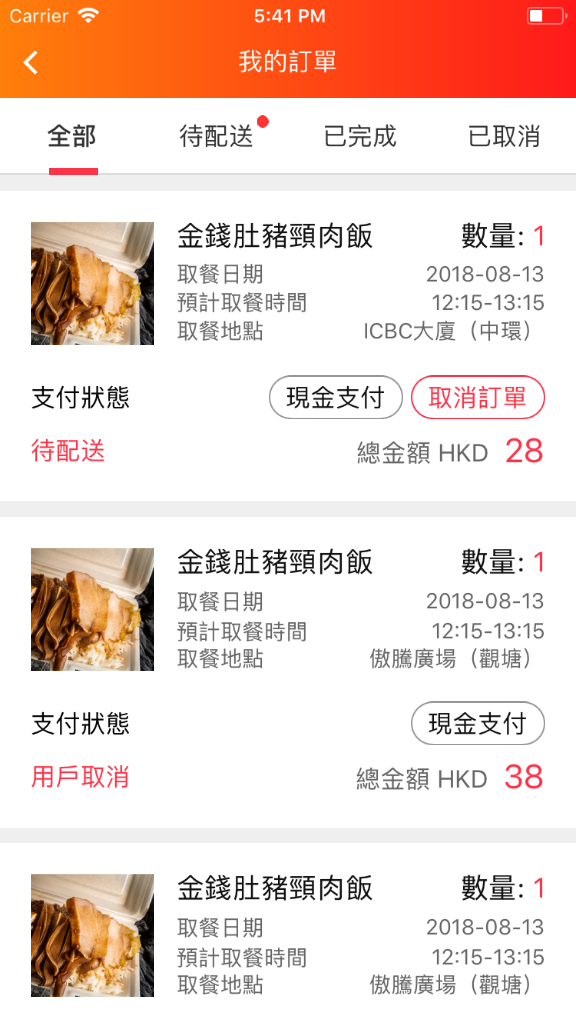 Carrier 5:41 PM
我的訂單
全部 待配送 已完成 已取消
金錢肚豬頸肉飯 數量: 1
取餐日期 2018-08-13
預計取餐時間 12:15-13:15
取餐地點 ICBC大廈（中環）
支付狀態 現金支付 取消訂單
待配送 總金額 HKD 28
金錢肚豬頸肉飯 數量: 1
取餐日期 2018-08-13
預計取餐時間 12:15-13:15
取餐地點 傲騰廣場（觀塘）
支付狀態 現金支付
用戶取消 總金額 HKD 38
金錢肚豬頸肉飯 數量: 1
取餐日期 2018-08-13
預計取餐時間 12:15-13:15
取餐地點 傲騰廣場（觀塘）